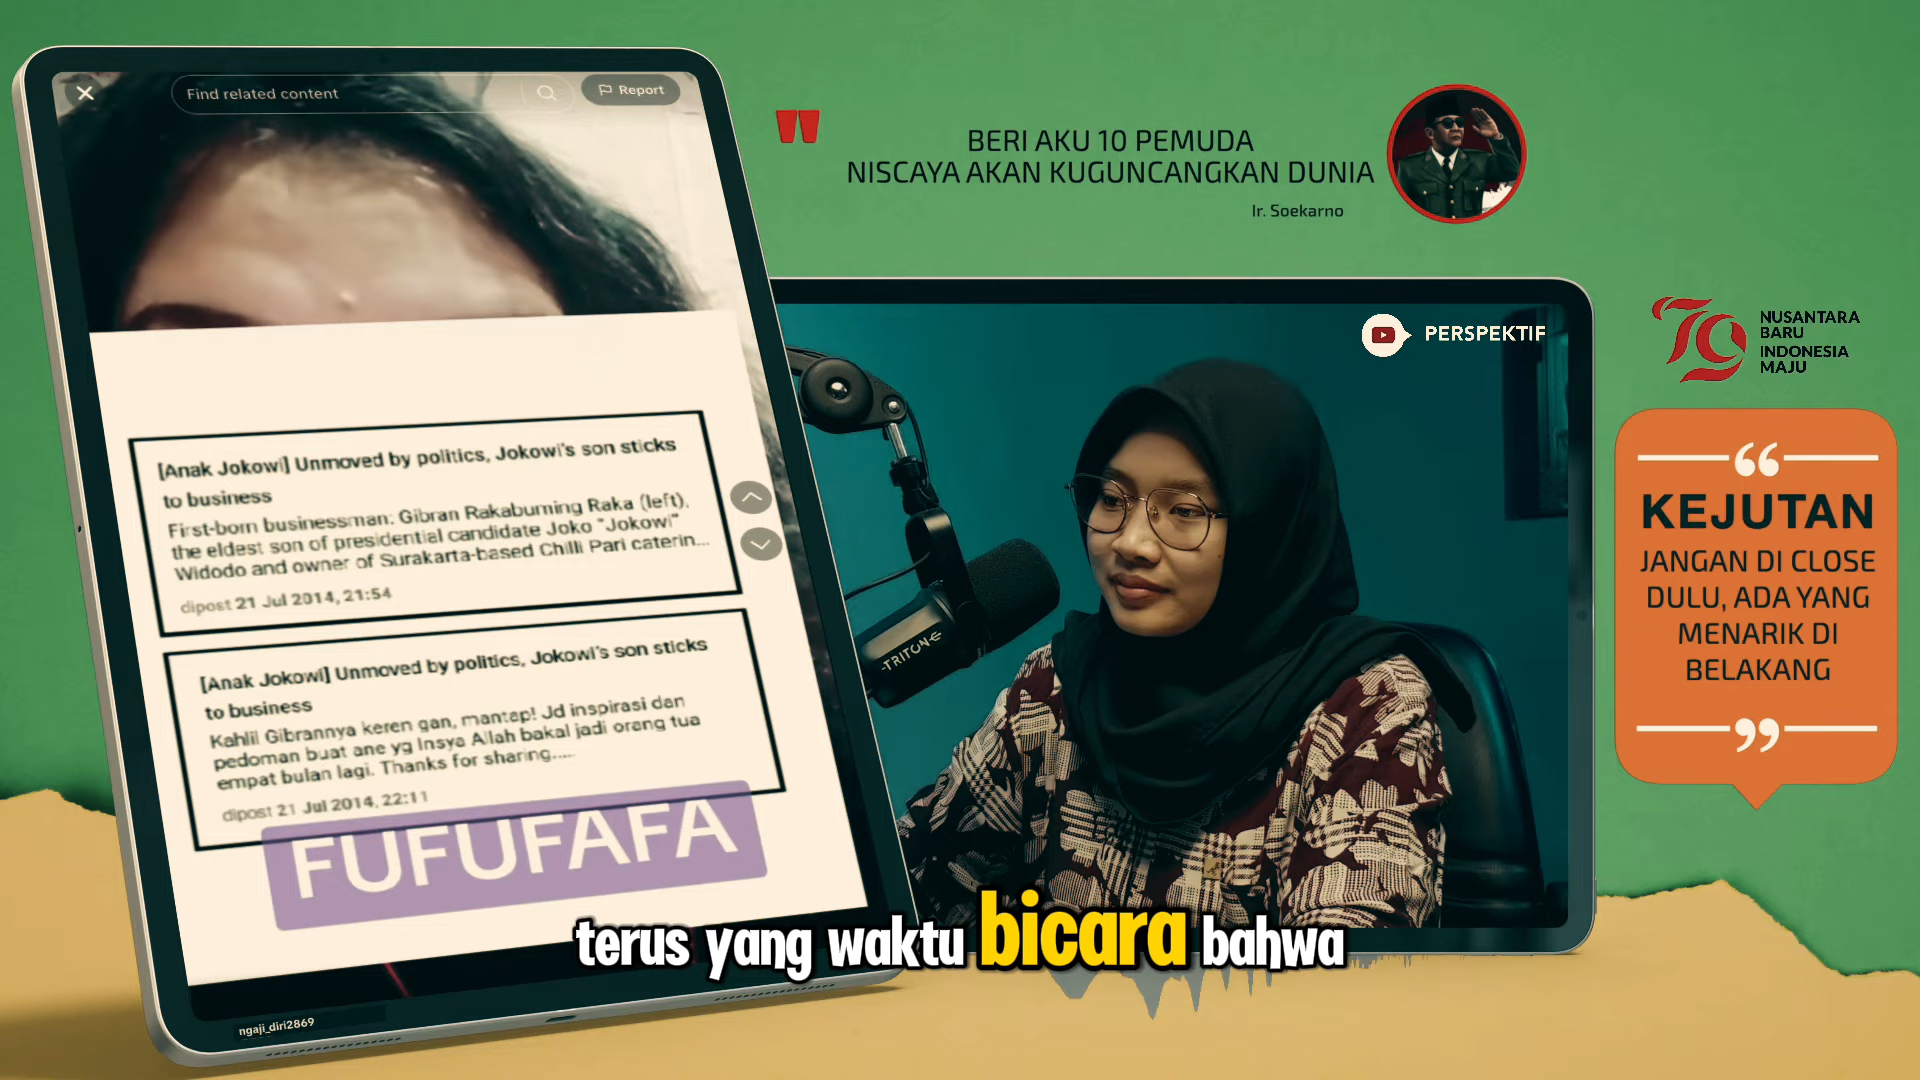 Find related content
Report
"
BERI AKU 10 PEMUDA
NISCAYA AKAN KUGUNCANGKAN DUNIA
Ir. Soekarno
PERSPEKTIF
79 NUSANTARA
BARU
INDONESIA
MAJU
[Anak Jokowi] Unmoved by politics, Jokowi's son sticks
to business
First-born businessman: Gibran Rakabuming Raka (left),
the eldest son of presidential candidate Joko "Jokowi"
Widodo and owner of Surakarta-based Chilli Pari caterin...
dipost 21 Jul 2014, 21:54
[Anak Jokowi] Unmoved by politics, Jokowi's son sticks
to business
Kahlil Gibrannya keren gan, mantap! Jd inspirasi dan
pedoman buat ane yg Insya Allah bakal jadi orang tua
empat bulan lagi. Thanks for sharing.....
dipost 21 Jul 2014, 22:11
FUFUFAFA
TRITON
“
KEJUTAN
JANGAN DI CLOSE
DULU, ADA YANG
MENARIK DI
BELAKANG
”
terus yang waktu bicara bahwa
ngaji_diri2869